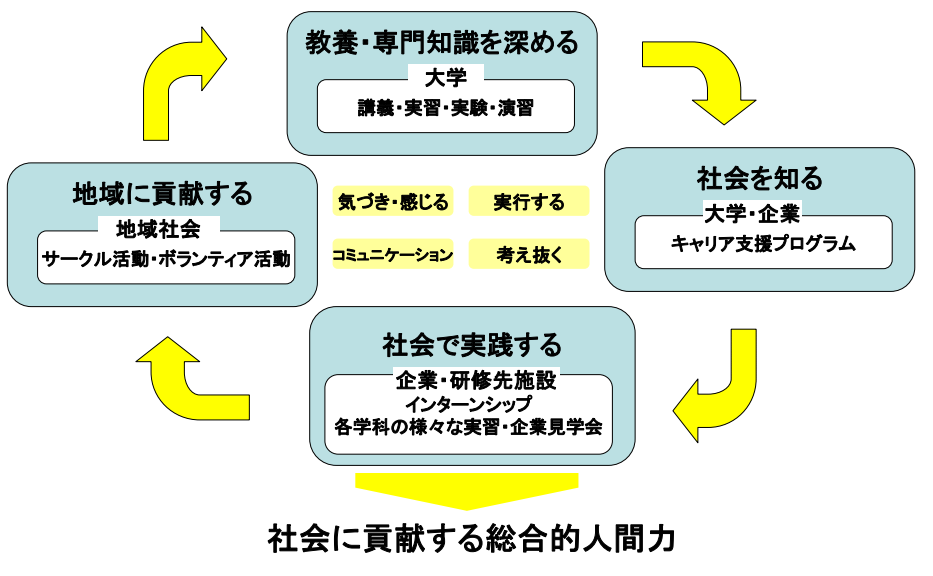 教養・専門知識を深める
大学
講義・実習・実験・演習
地域に貢献する
地域社会
サークル活動・ボランティア活動
気づき・感じる
実行する
コミュニケーション
考え抜く
社会を知る
大学・企業
キャリア支援プログラム
社会で実践する
企業・研修先施設
インターンシップ
各学科の様々な実習・企業見学会
社会に貢献する総合的人間力